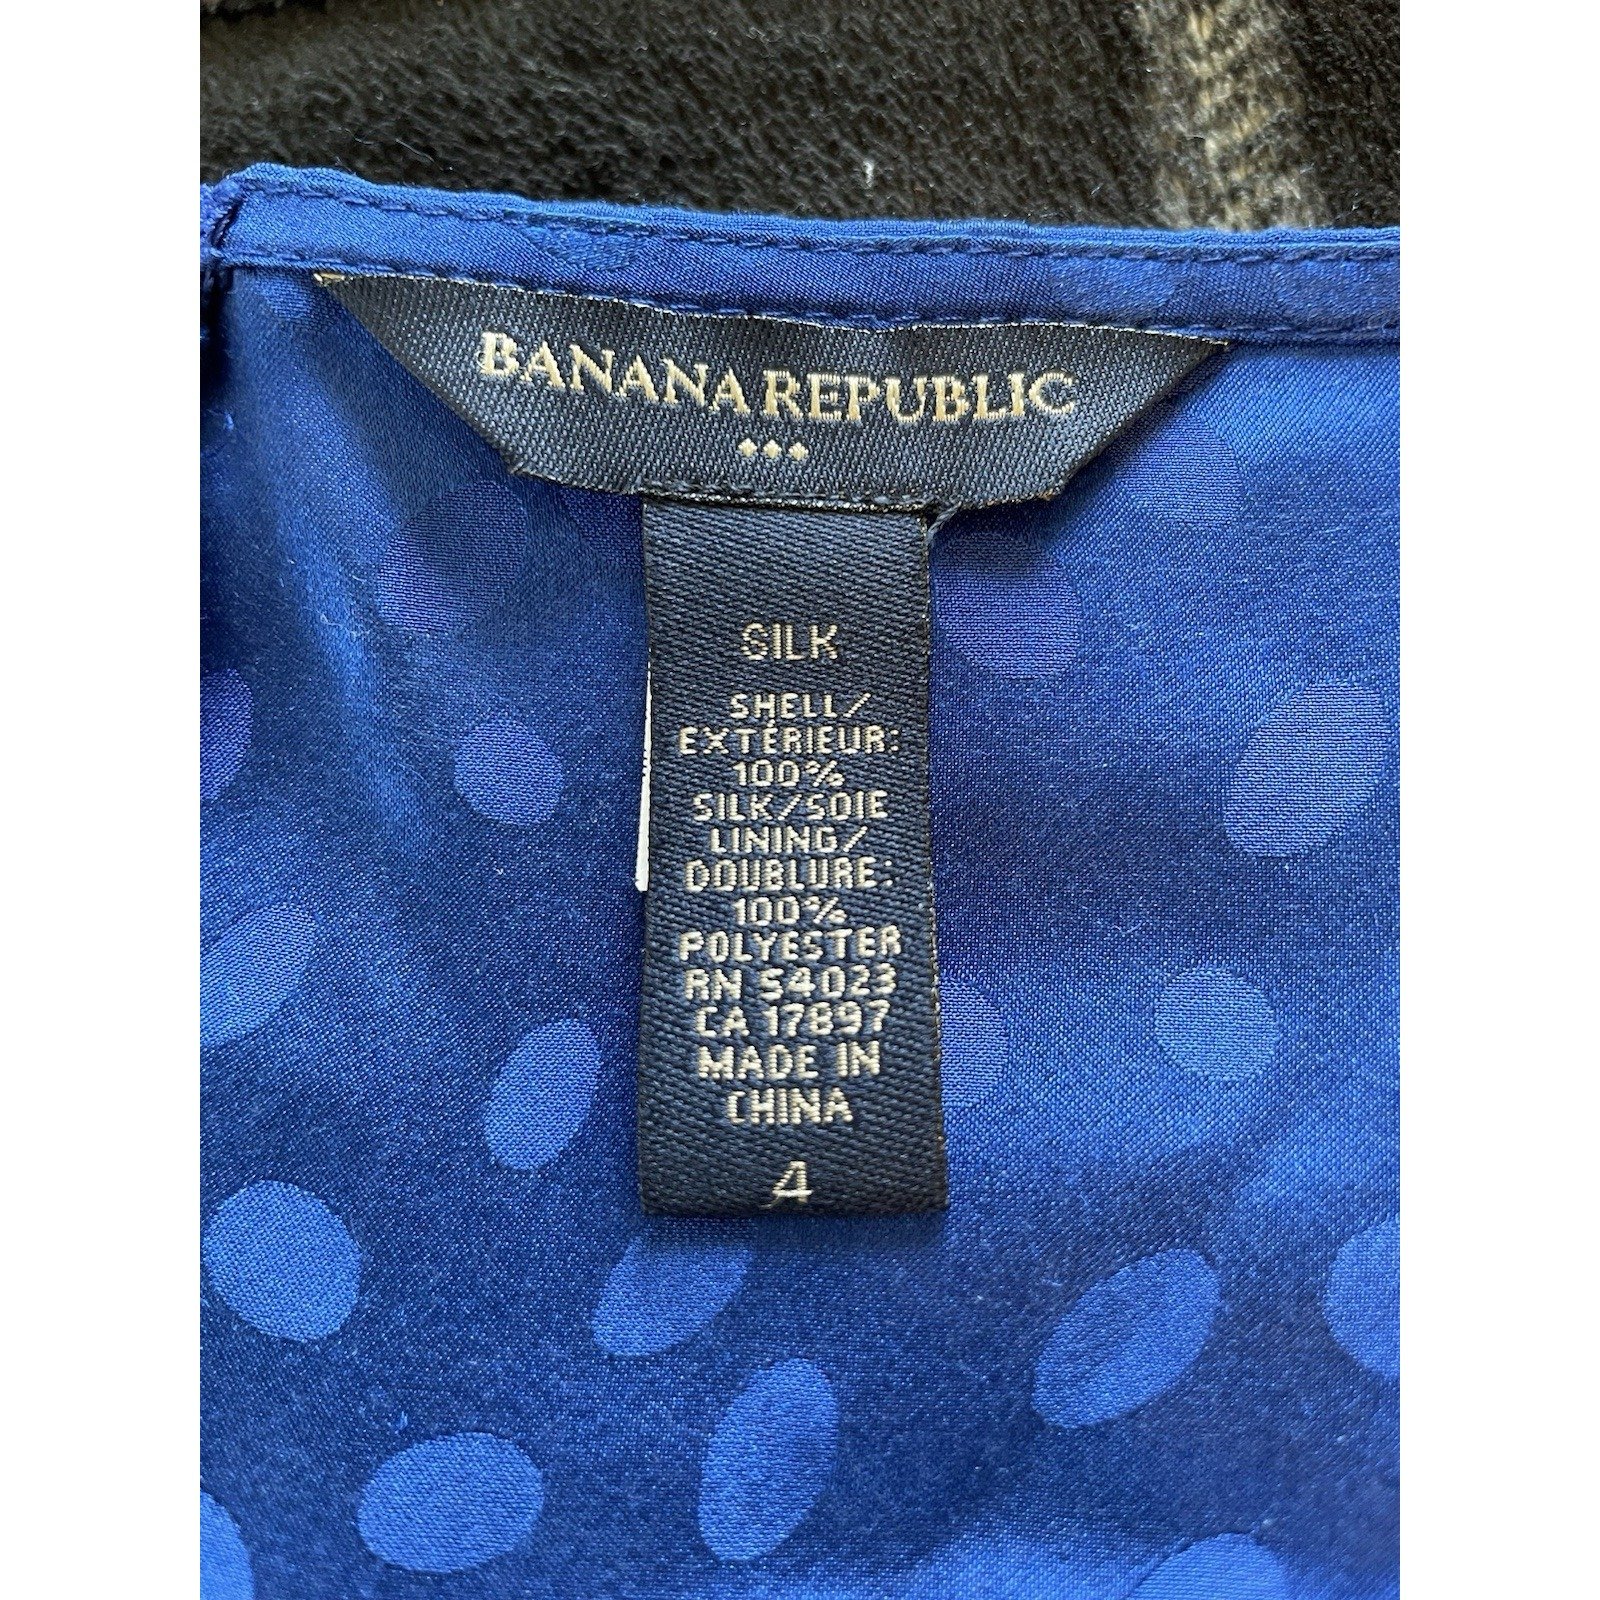 BANANA REPUBLIC
SILK
SHELL/
EXTÉRIEUR:
100%
SILK/SOIE
LINING/
DOUBLURE:
100%
POLYESTER
RN 54023
CA 17897
MADE IN
CHINA
4